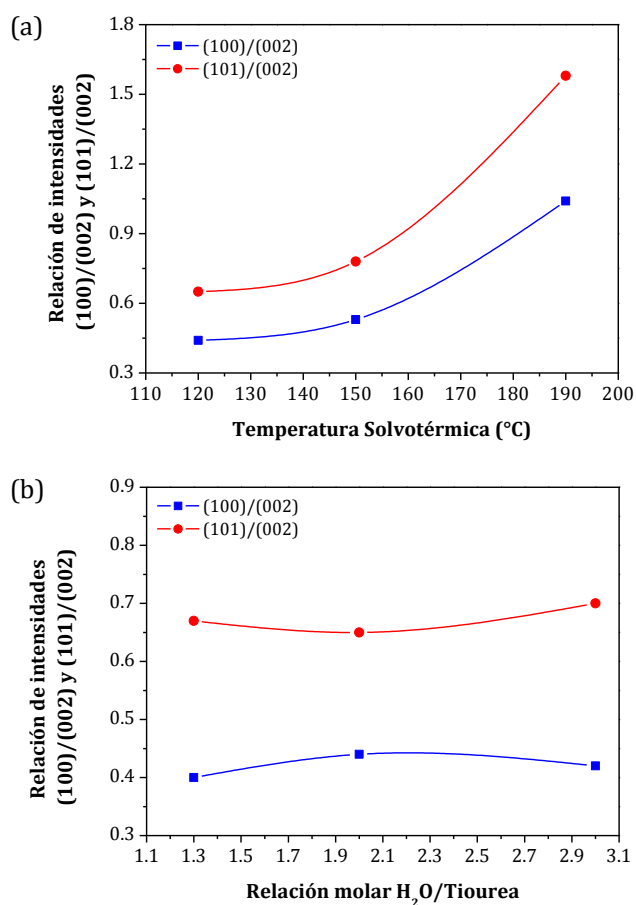 (a)
1.8
1.5
1.2
0.9
0.6
0.3
Relación de intensidades
(100)/(002) y (101)/(002)
(100)/(002)
(101)/(002)
110 120 130 140 150 160 170 180 190 200
Temperatura Solvotérmica (°C)
(b)
0.9
0.8
0.7
0.6
0.5
0.4
0.3
Relación de intensidades
(100)/(002) y (101)/(002)
(100)/(002)
(101)/(002)
1.1 1.3 1.5 1.7 1.9 2.1 2.3 2.5 2.7 2.9 3.1
Relación molar H₂O/Tiourea